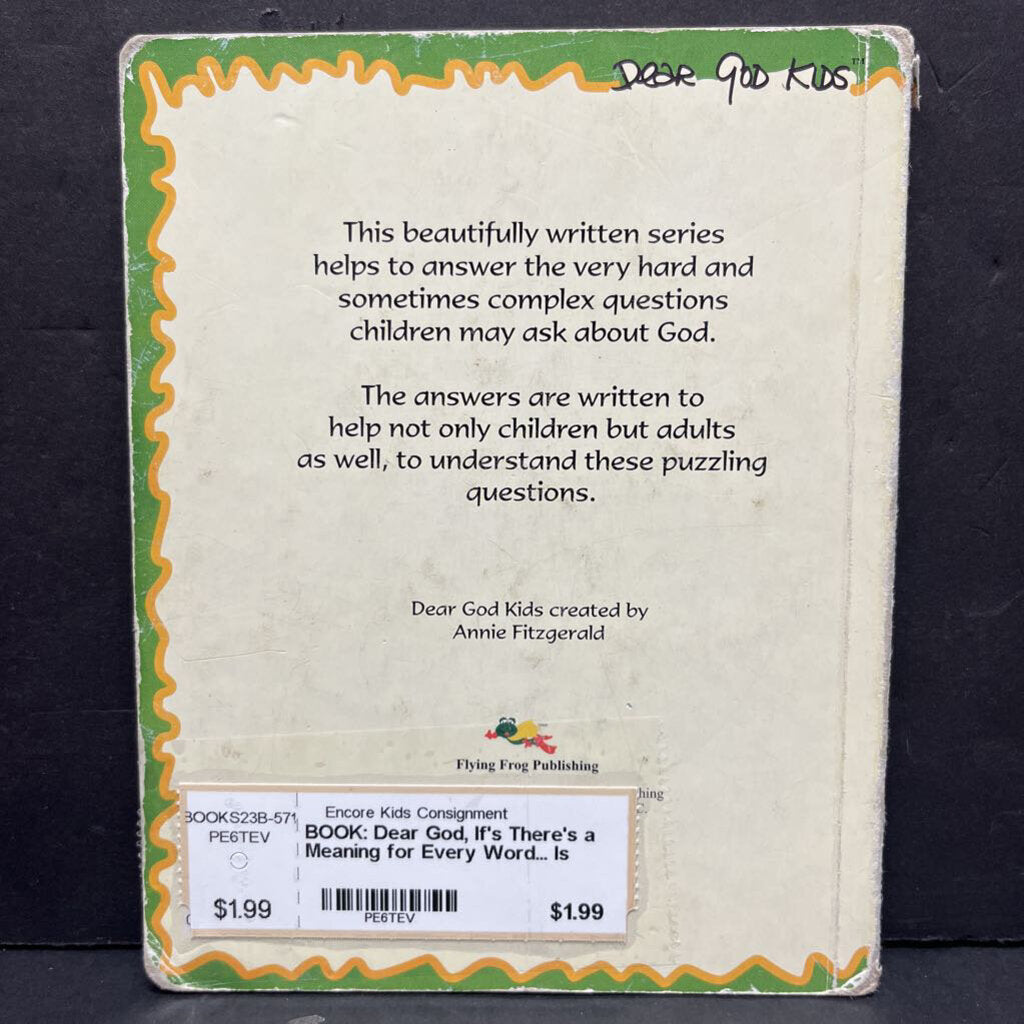 DEAR GOD KIDS™
This beautifully written series
helps to answer the very hard and
sometimes complex questions
children may ask about God.
The answers are written to
help not only children but adults
as well, to understand these puzzling
questions.
Dear God Kids created by
Annie Fitzgerald
Flying Frog Publishing
hing
BOOKS23B-571
PE6TEV
$1.99
Encore Kids Consignment
BOOK: Dear God, If's There's a
Meaning for Every Word... Is
PE6TEV
$1.99